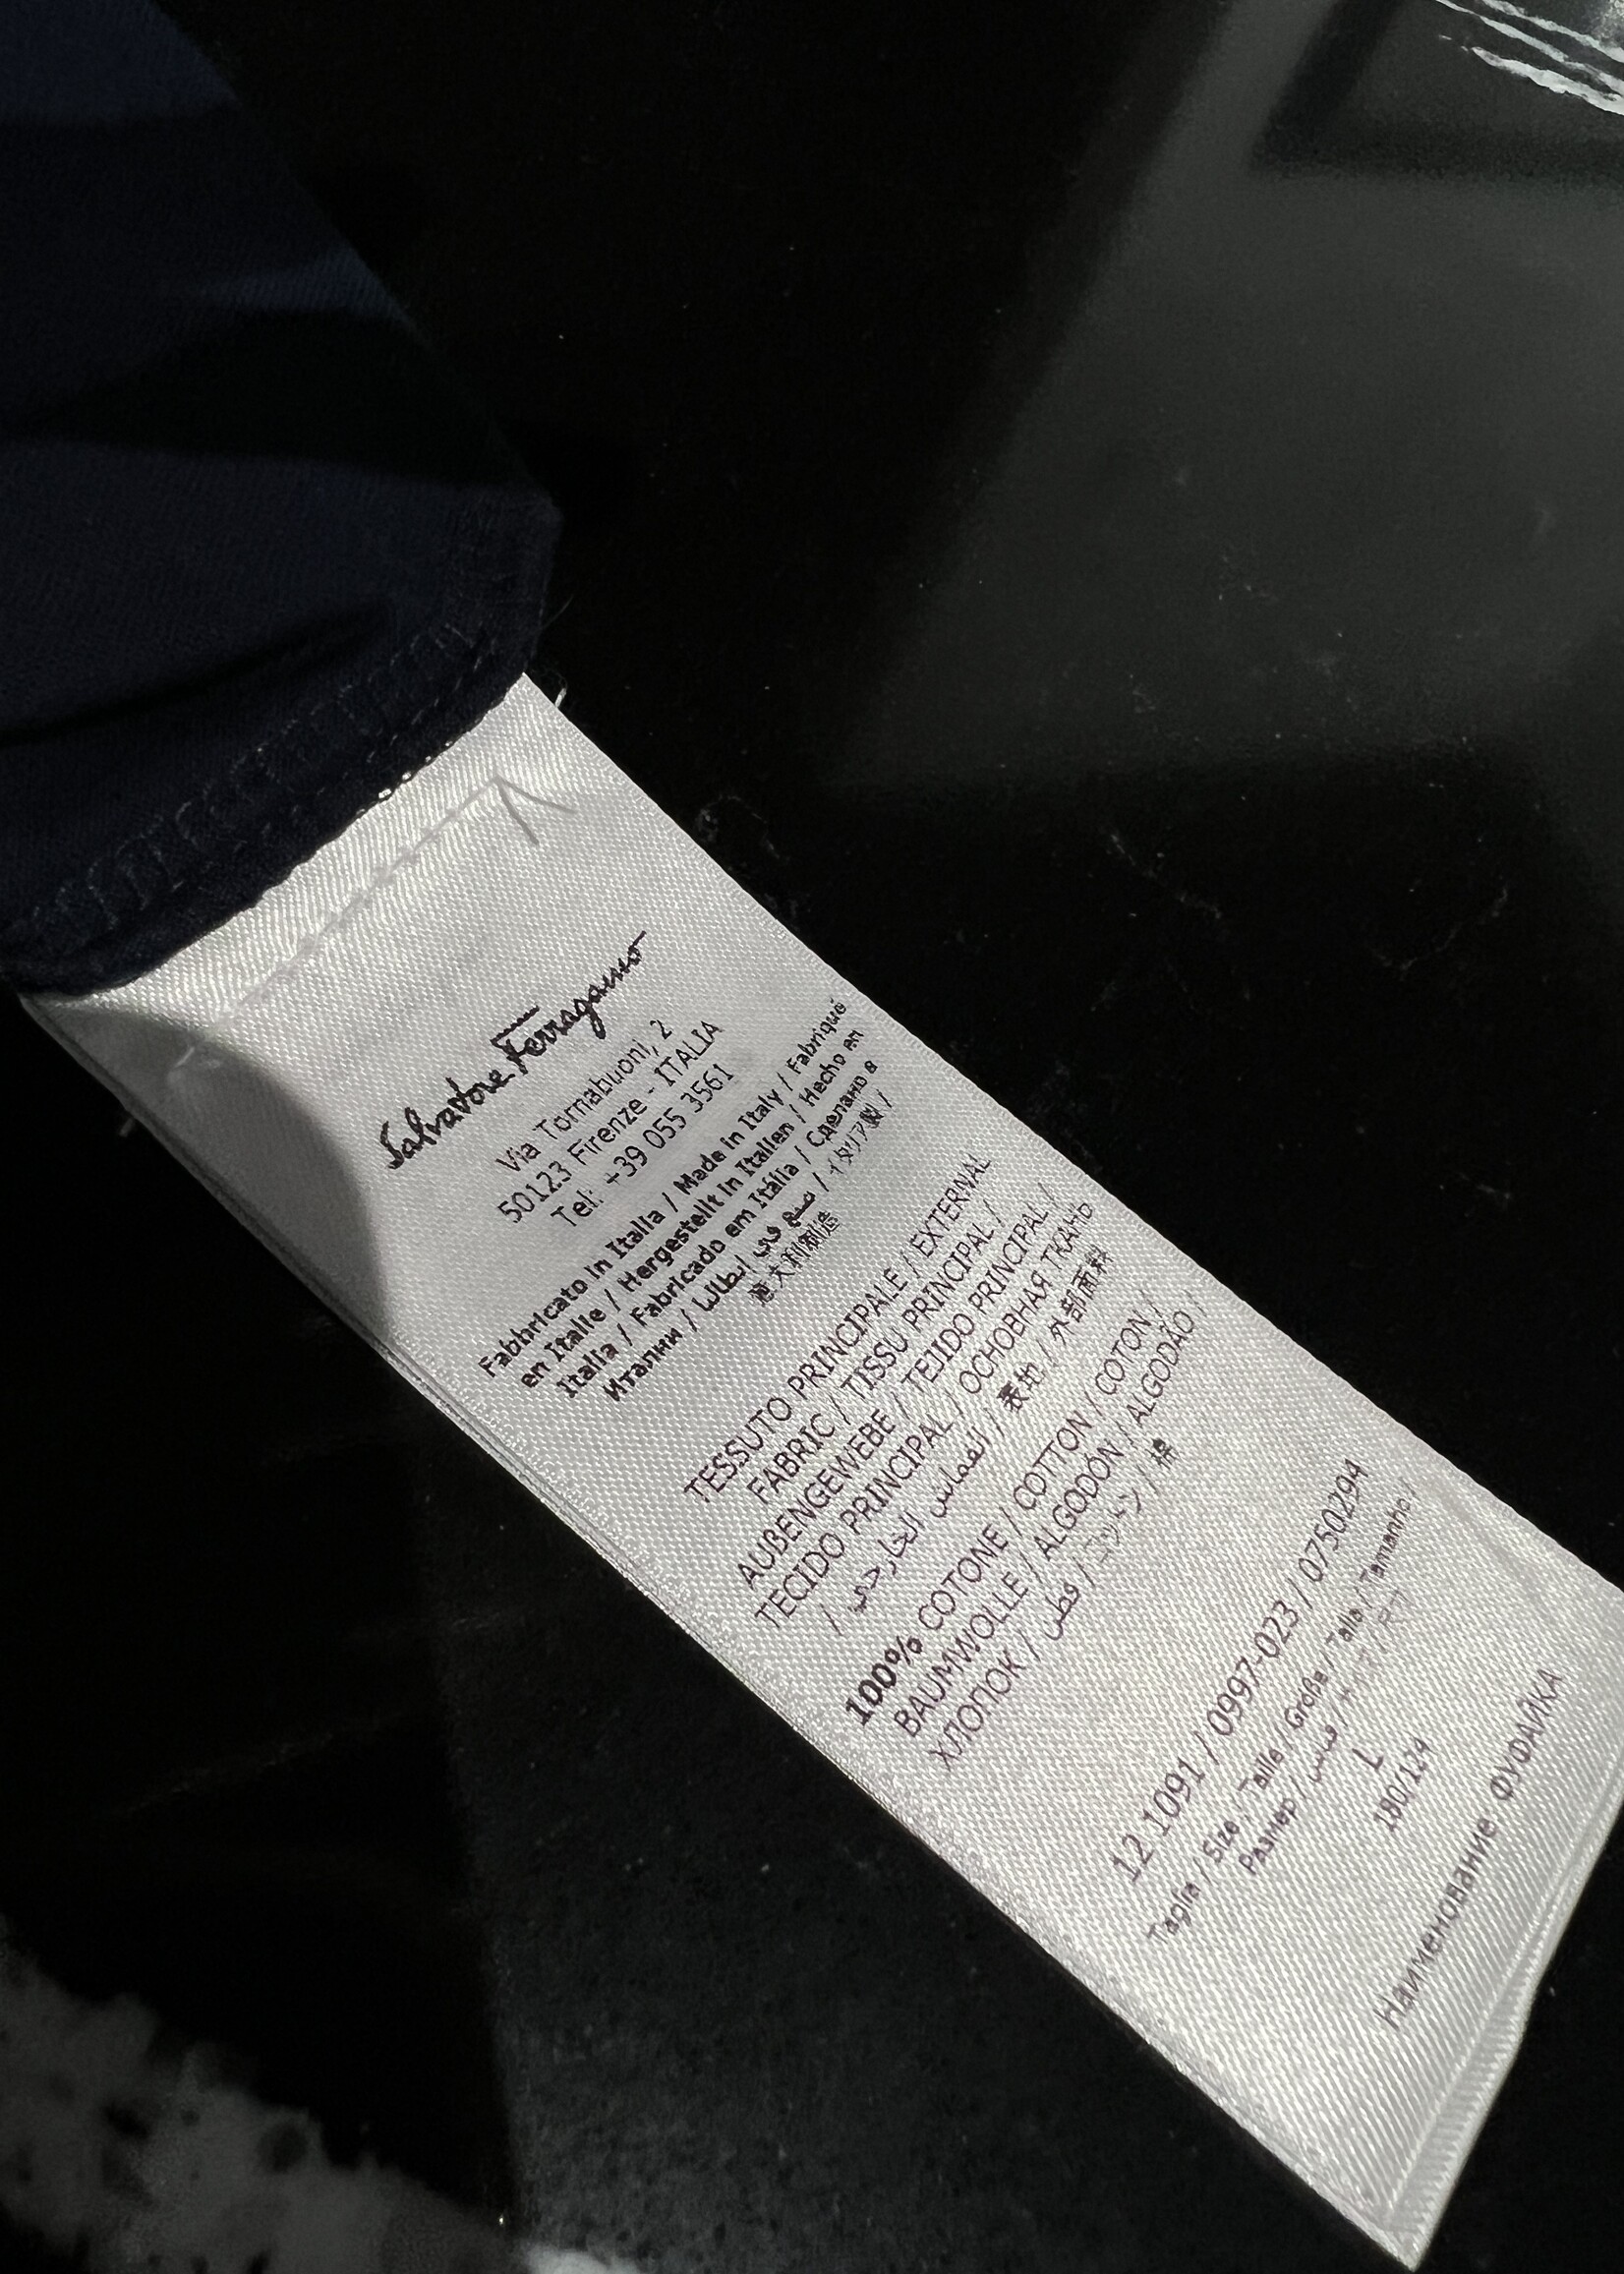 Salvatore Ferragamo
Via Tornabuoni, 2
50123 Firenze - ITALIA
Tel: +39 055 3561
Fabbricato in Italia / Made in Italy / Fabriqué
en Italie / Hergestellt in Italien / Hecho en
Italia / Fabricado em Itália / Сделано в
Италии / صنع في إيطاليا / イタリア製 /
意大利制造
TESSUTO PRINCIPALE / EXTERNAL
FABRIC / TISSU PRINCIPAL /
AUßENGEWEBE / TEJIDO PRINCIPAL /
TECIDO PRINCIPAL / ОСНОВНАЯ ТКАНЬ
/ القماش الخارجي / 表地 / 外部面料
100% COTONE / COTTON / COTON /
BAUMWOLLE / ALGODÓN / ALGODÃO /
ХЛОПОК / قطن / コットン / 棉
12 1091 / 0997-023 / 0750294
Taglia / Size / Taille / Größe / Talla / Tamanho /
Размер / قياس /
L
180/124
Наименование ФУФАЙКА